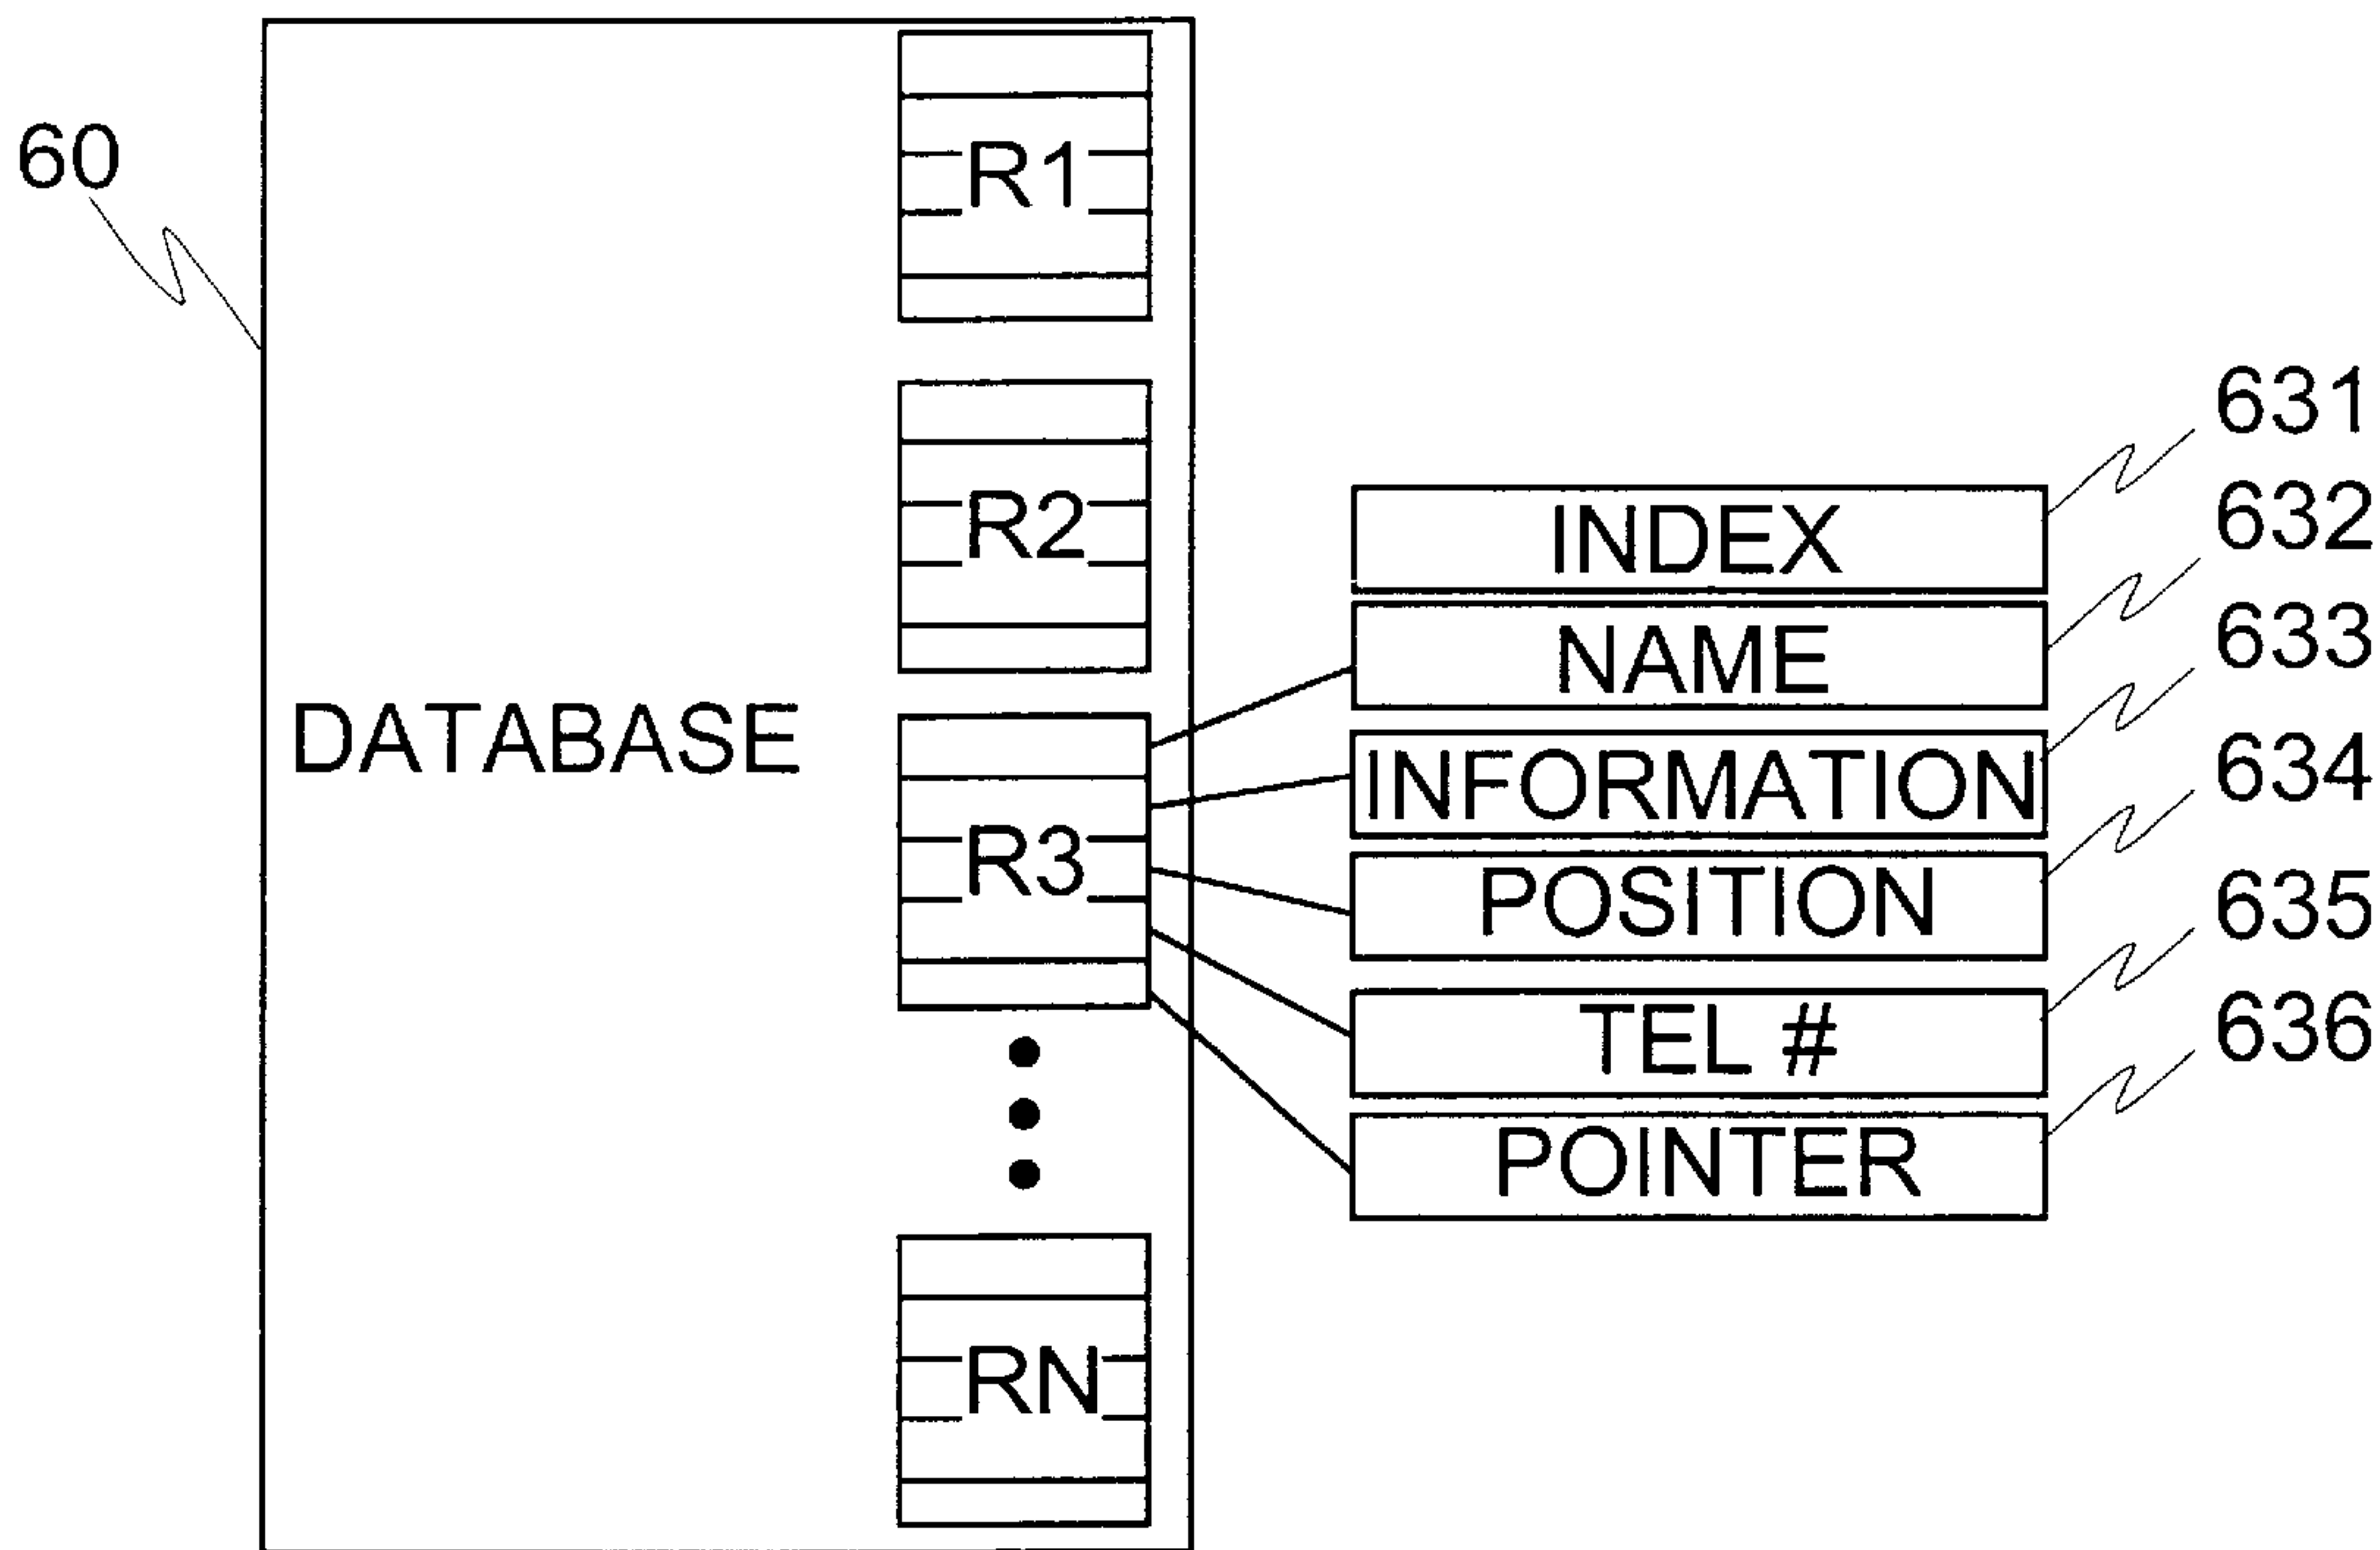 60
R1
R2
DATABASE
R3
RN
INDEX
NAME
INFORMATION
POSITION
TEL #
POINTER
631
632
633
634
635
636